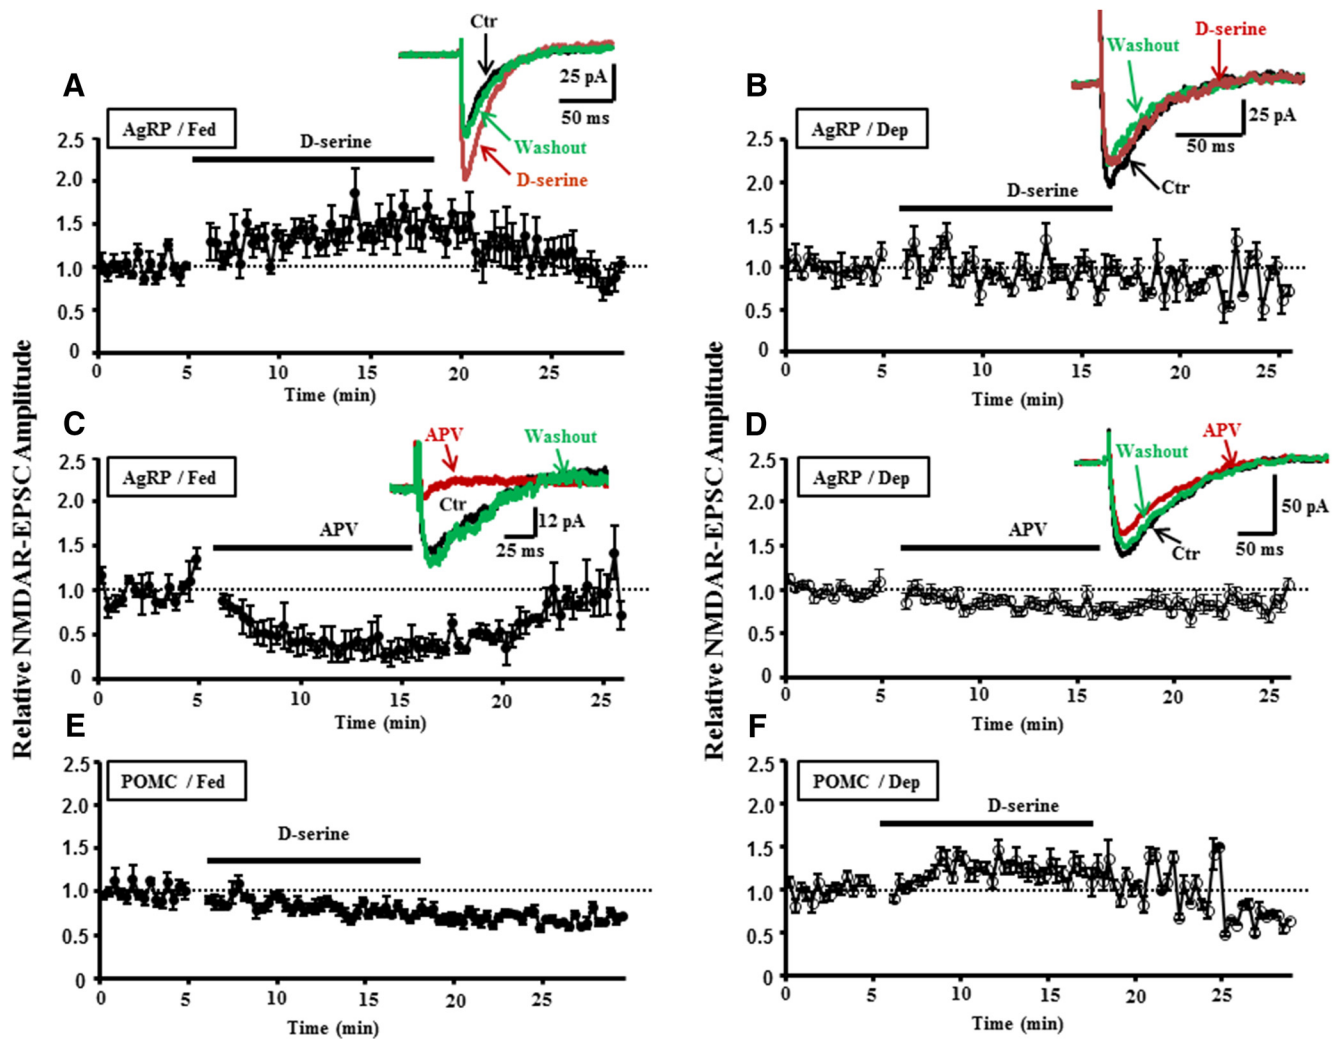 Relative NMDAR-EPSC Amplitude
A
AgRP / Fed
Ctr
25 pA
50 ms
Washout
D-serine
D-serine
2.5
2.0
1.5
1.0
0.5
0
0 5 10 15 20 25
Time (min)
Relative NMDAR-EPSC Amplitude
B
AgRP / Dep
D-serine
Washout
25 pA
50 ms
Ctr
D-serine
2.5
2.0
1.5
1.0
0.5
0
0 5 10 15 20 25
Time (min)
C
AgRP / Fed
APV
Washout
Ctr
12 pA
25 ms
APV
2.5
2.0
1.5
1.0
0.5
0
0 5 10 15 20 25
Time (min)
D
AgRP / Dep
APV
Washout
50 pA
50 ms
Ctr
APV
2.5
2.0
1.5
1.0
0.5
0
0 5 10 15 20 25
Time (min)
E
POMC / Fed
D-serine
2.5
2.0
1.5
1.0
0.5
0
0 5 10 15 20 25
Time (min)
F
POMC / Dep
D-serine
2.5
2.0
1.5
1.0
0.5
0
0 5 10 15 20 25
Time (min)